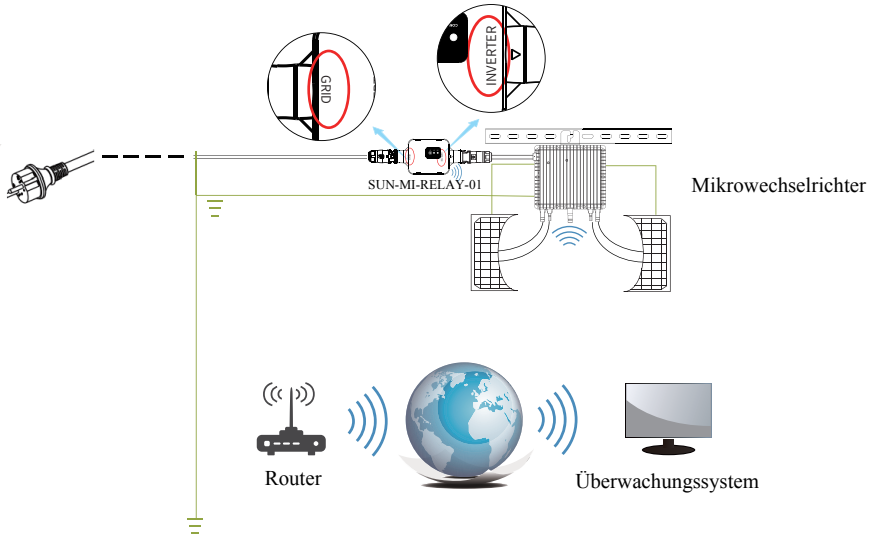 GRID
INVERTER
SUN-MI-RELAY-01
Mikrowechselrichter
Router
Überwachungssystem